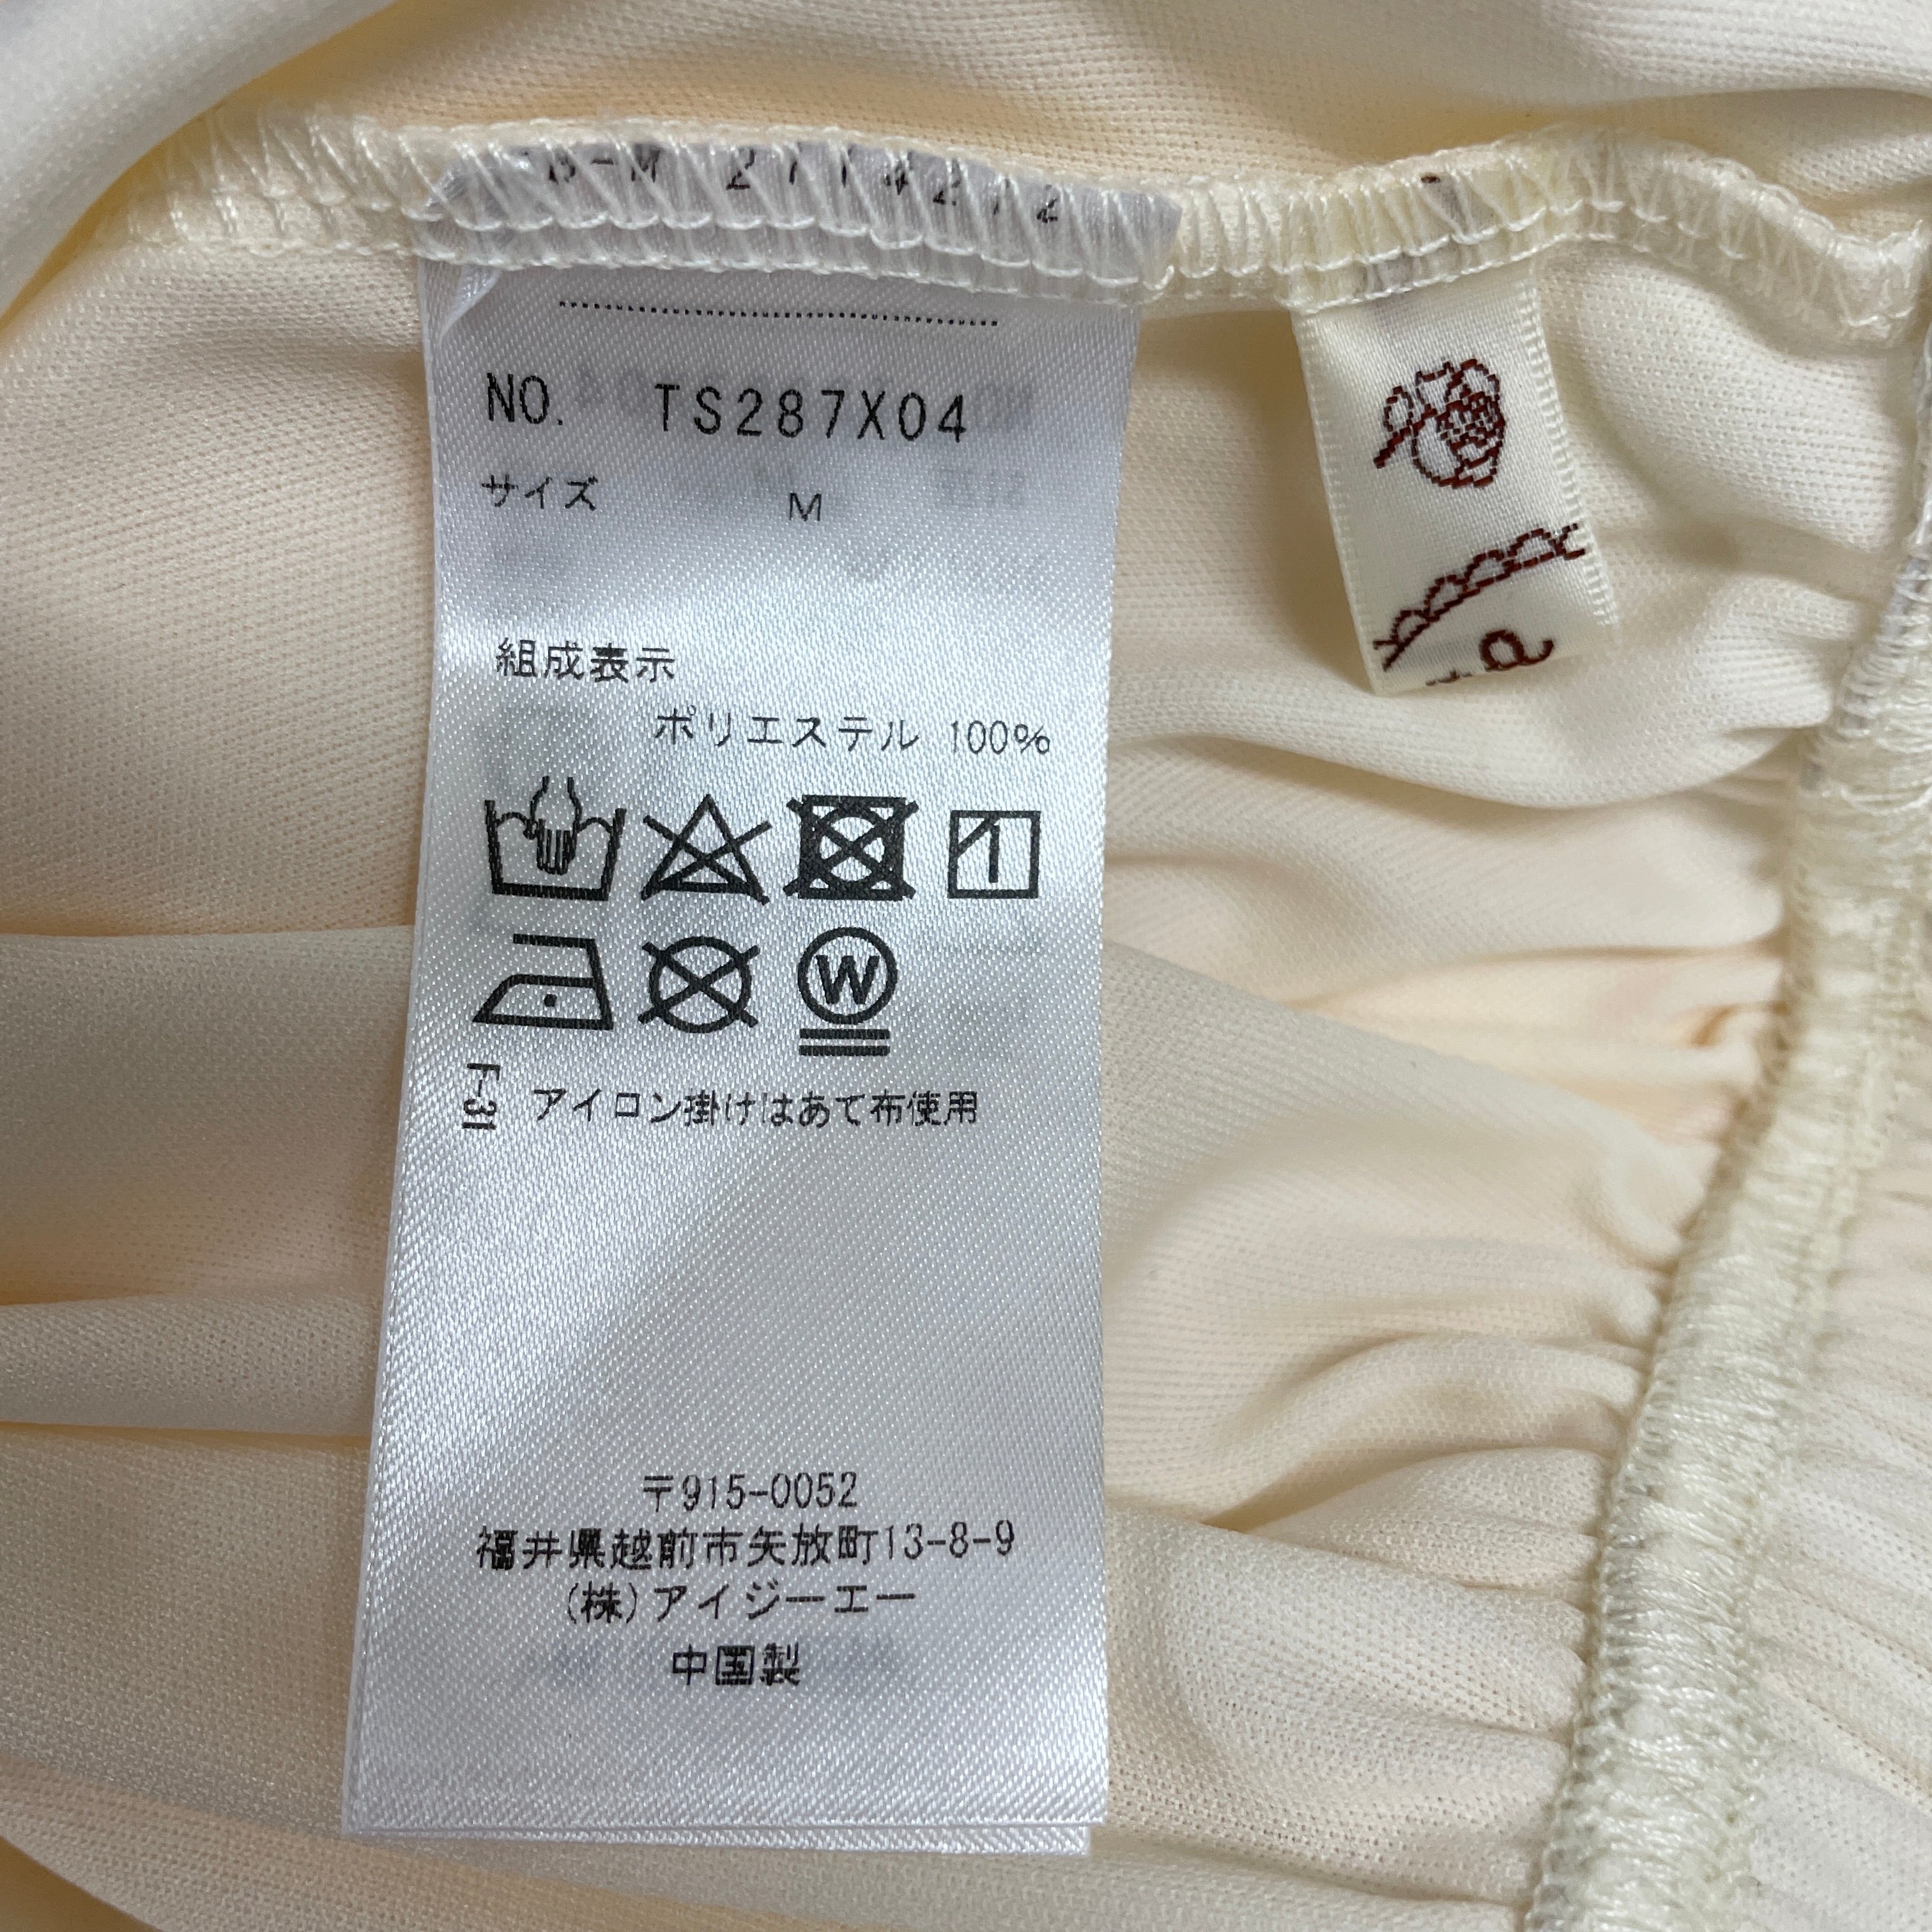 NO. TS287X04
サイズ M
組成表示
ポリエステル 100%
W
F-31 アイロン掛けはあて布使用
〒915-0052
福井県越前市矢放町13-8-9
(株)アイジーエー
中国製